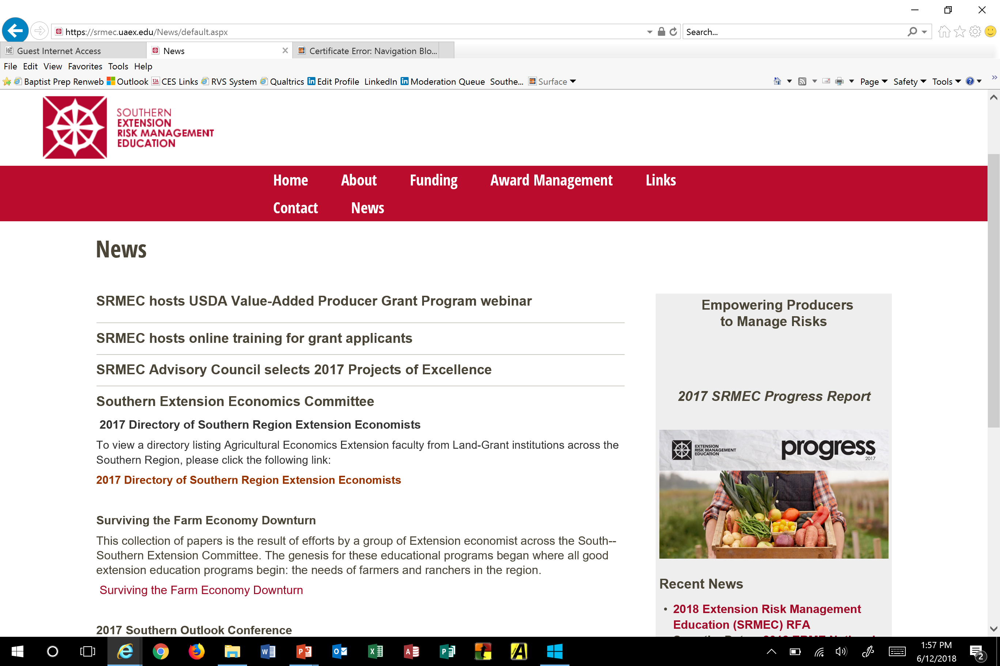 https://srmec.uaex.edu/News/default.aspx
Search...
Guest Internet Access
News
Certificate Error: Navigation Blo...
File Edit View Favorites Tools Help
Baptist Prep Renweb Outlook CES Links RVS System Qualtrics Edit Profile LinkedIn Moderation Queue Southe... Surface
Page Safety Tools
SOUTHERN
EXTENSION
RISK MANAGEMENT
EDUCATION
Home About Funding Award Management Links
Contact News
News
SRMEC hosts USDA Value-Added Producer Grant Program webinar
SRMEC hosts online training for grant applicants
SRMEC Advisory Council selects 2017 Projects of Excellence
Southern Extension Economics Committee
2017 Directory of Southern Region Extension Economists
To view a directory listing Agricultural Economics Extension faculty from Land-Grant institutions across the
Southern Region, please click the following link:
2017 Directory of Southern Region Extension Economists
Surviving the Farm Economy Downturn
This collection of papers is the result of efforts by a group of Extension economist across the South--
Southern Extension Committee. The genesis for these educational programs began where all good
extension education programs begin: the needs of farmers and ranchers in the region.
Surviving the Farm Economy Downturn
2017 Southern Outlook Conference
Empowering Producers
to Manage Risks
2017 SRMEC Progress Report
EXTENSION
RISK MANAGEMENT
EDUCATION
progress
2017
Recent News
• 2018 Extension Risk Management
Education (SRMEC) RFA
1:57 PM
6/12/2018
2